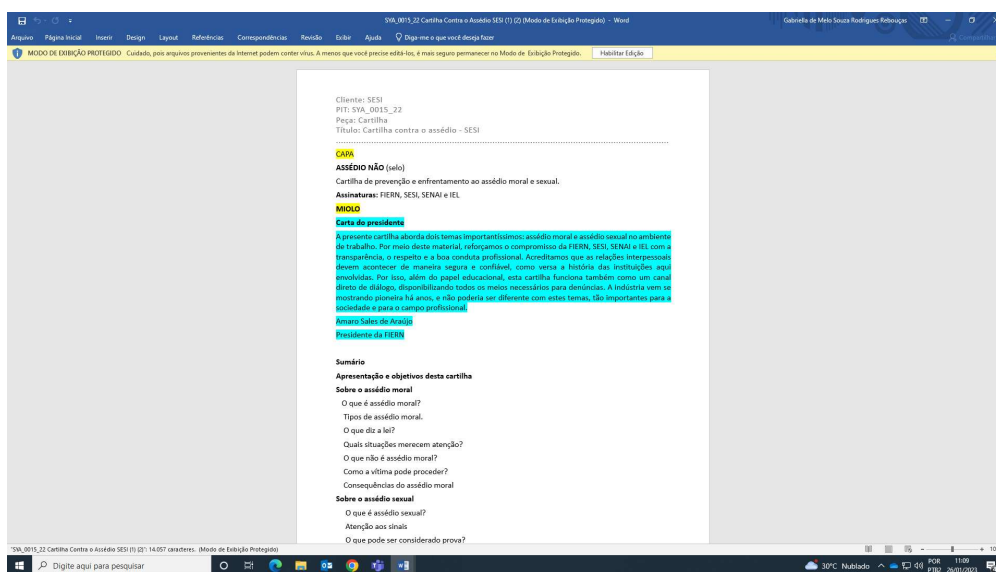 SYA_0015_22 Cartilha Contra o Assédio SESI (1) (2) (Modo de Exibição Protegido) - Word
Gabriella de Melo Souza Rodrigues Rebouças
Arquivo Página Inicial Inserir Design Layout Referências Correspondências Revisão Exibir Ajuda Diga-me o que você deseja fazer
MODO DE EXIBIÇÃO PROTEGIDO Cuidado, pois arquivos provenientes da Internet podem conter vírus. A menos que você precise editá-los, é mais seguro permanecer no Modo de Exibição Protegido. Habilitar Edição
Cliente: SESI
PIT: SYA_0015_22
Peça: Cartilha
Título: Cartilha contra o assédio - SESI
CAPA
ASSÉDIO NÃO (selo)
Cartilha de prevenção e enfrentamento ao assédio moral e sexual.
Assinaturas: FIERN, SESI, SENAI e IEL
MIOLO
Carta do presidente
A presente cartilha aborda dois temas importantíssimos: assédio moral e assédio sexual no ambiente
de trabalho. Por meio deste material, reforçamos o compromisso da FIERN, SESI, SENAI e IEL com a
transparência, o respeito e a boa conduta profissional. Acreditamos que as relações interpessoais
devem acontecer de maneira segura e confiável, como versa a história das instituições aqui
envolvidas. Por isso, além do papel educacional, esta cartilha funciona também como um canal
direto de diálogo, disponibilizando todos os meios necessários para denúncias. A indústria vem se
mostrando pioneira há anos, e não poderia ser diferente com estes temas, tão importantes para a
sociedade e para o campo profissional.
Amaro Sales de Araújo
Presidente da FIERN
Sumário
Apresentação e objetivos desta cartilha
Sobre o assédio moral
O que é assédio moral?
Tipos de assédio moral.
O que diz a lei?
Quais situações merecem atenção?
O que não é assédio moral?
Como a vítima pode proceder?
Consequências do assédio moral
Sobre o assédio sexual
O que é assédio sexual?
Atenção aos sinais
O que pode ser considerado prova?
"SYA_0015_22 Cartilha Contra o Assédio SESI (1) (2)": 14.057 caracteres. (Modo de Exibição Protegido)
Digite aqui para pesquisar
30°C Nublado
POR
PTB2
11:09
26/01/2023